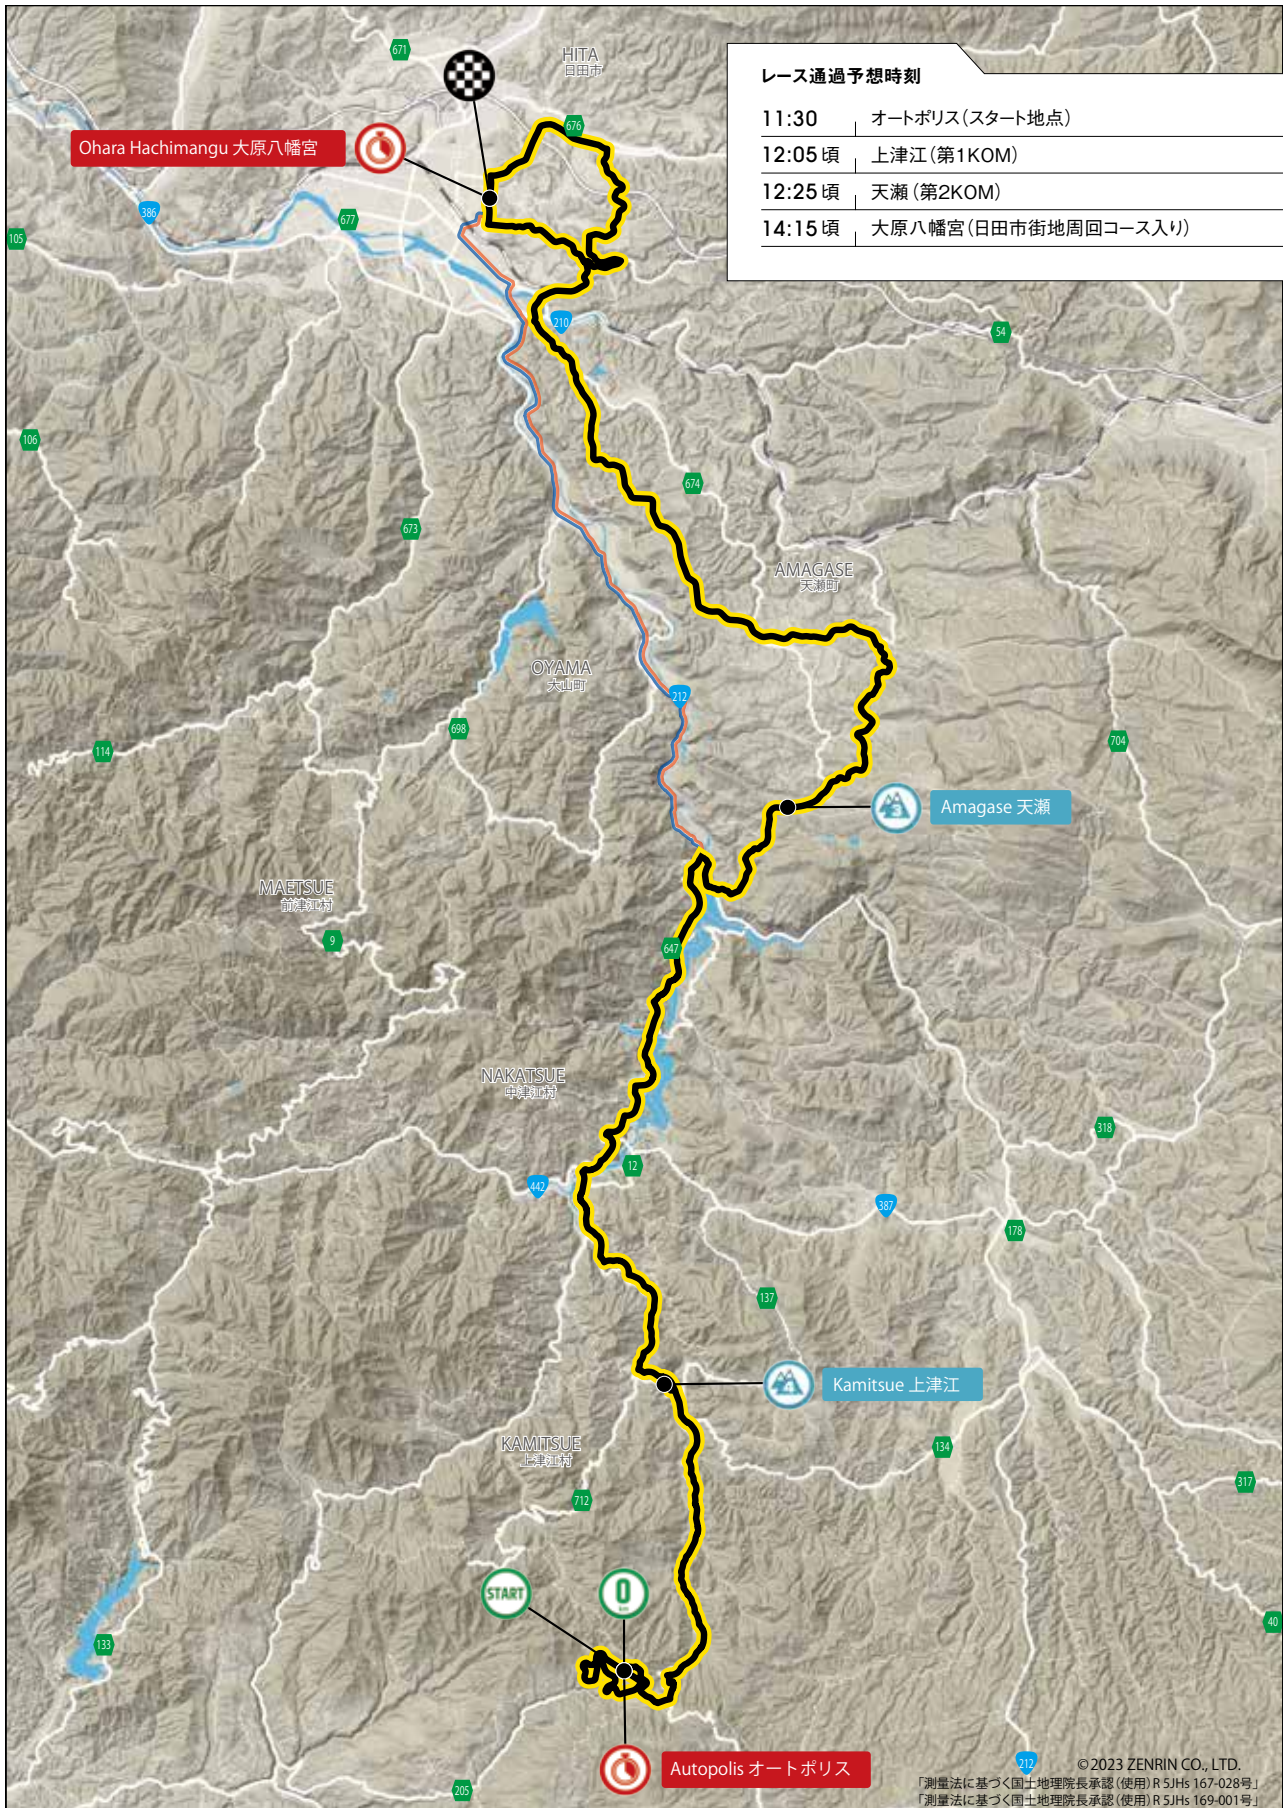 671
HITA
日田市
レース通過予想時刻
11:30 オートポリス(スタート地点)
12:05頃 上津江(第1KOM)
12:25頃 天瀬(第2KOM)
14:15頃 大原八幡宮(日田市街地周回コース入り)
676
Ohara Hachimangu 大原八幡宮
386
677
105
210
54
106
674
673
AMAGASE
天瀬町
OYAMA
大山町
212
698
114
704
3
Amagase 天瀬
MAETSUE
前津江村
9
647
NAKATSUE
中津江村
318
12
442
387
178
137
4
Kamitsue 上津江
KAMITSUE
上津江村
134
317
712
START
0
km
40
133
Autopolis オートポリス
205
212
©2023 ZENRIN CO., LTD.
「測量法に基づく国土地理院長承認(使用)R 5JHs 167-028号」
「測量法に基づく国土地理院長承認(使用)R 5JHs 169-001号」